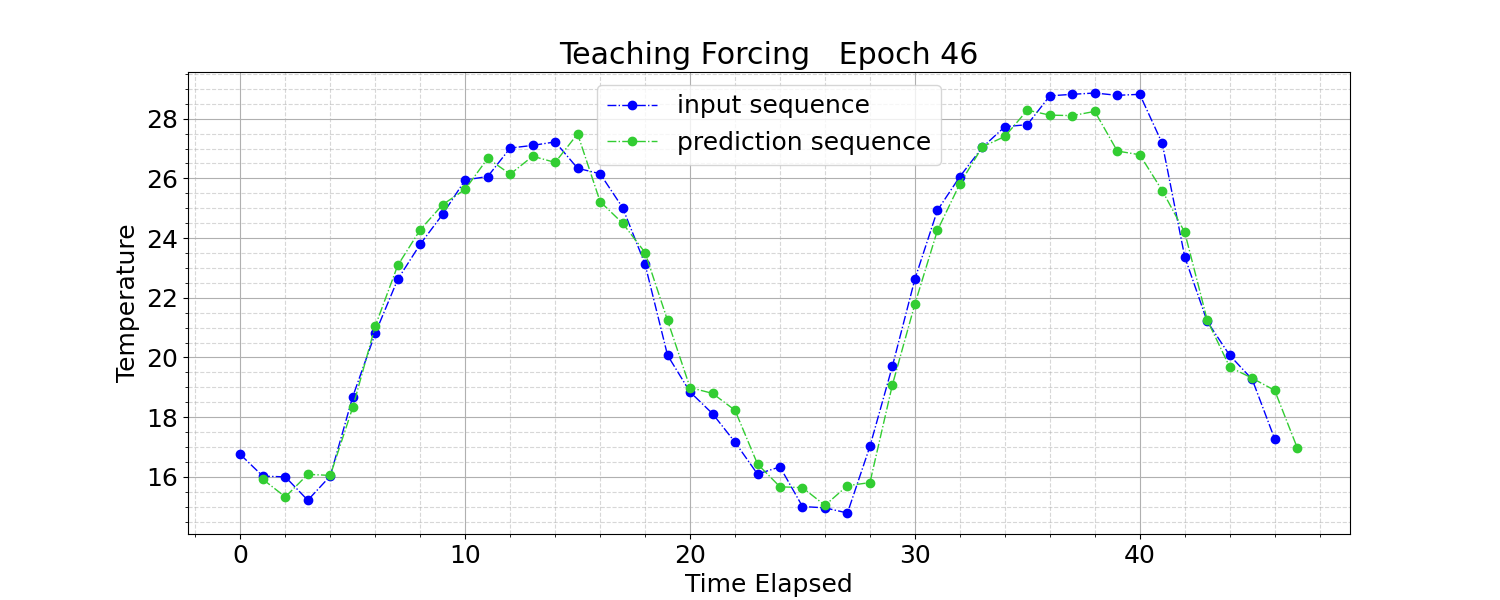 Teaching Forcing   Epoch 46
input sequence
prediction sequence
28
26
24
22
20
18
16
Temperature
0 10 20 30 40
Time Elapsed